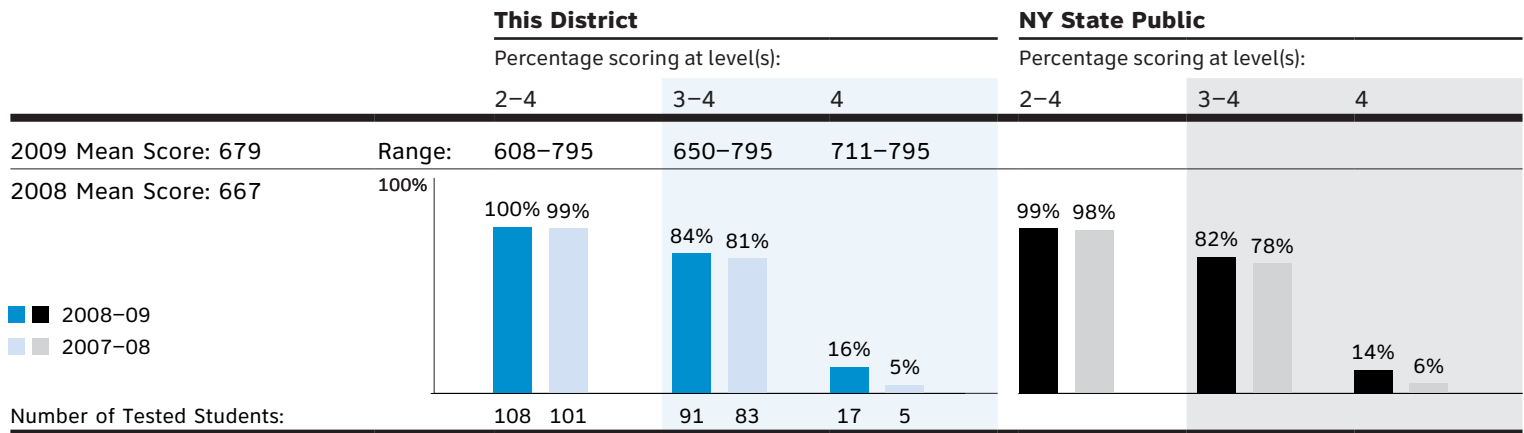 This District NY State Public
Percentage scoring at level(s): Percentage scoring at level(s):
2–4 3–4 4 2–4 3–4 4
2009 Mean Score: 679 Range: 608–795 650–795 711–795
2008 Mean Score: 667 100%
100% 99% 84% 81% 16% 5% 99% 98% 82% 78% 14% 6%
2008–09
2007–08
Number of Tested Students: 108 101 91 83 17 5